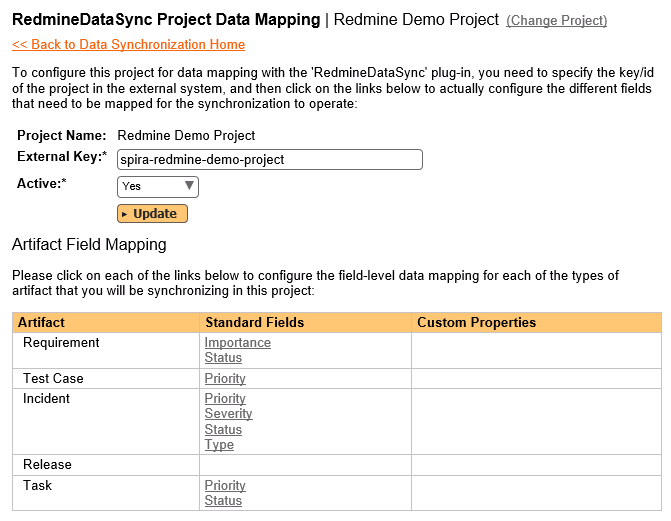 RedmineDataSync Project Data Mapping | Redmine Demo Project (Change Project)
<< Back to Data Synchronization Home
To configure this project for data mapping with the 'RedmineDataSync' plug-in, you need to specify the key/id
of the project in the external system, and then click on the links below to actually configure the different fields
that need to be mapped for the synchronization to operate:
Project Name: Redmine Demo Project
External Key:* spira-redmine-demo-project
Active:* Yes
Update
Artifact Field Mapping
Please click on each of the links below to configure the field-level data mapping for each of the types of
artifact that you will be synchronizing in this project:
Artifact Standard Fields Custom Properties
Requirement Importance
Status
Test Case Priority
Incident Priority
Severity
Status
Type
Release
Task Priority
Status